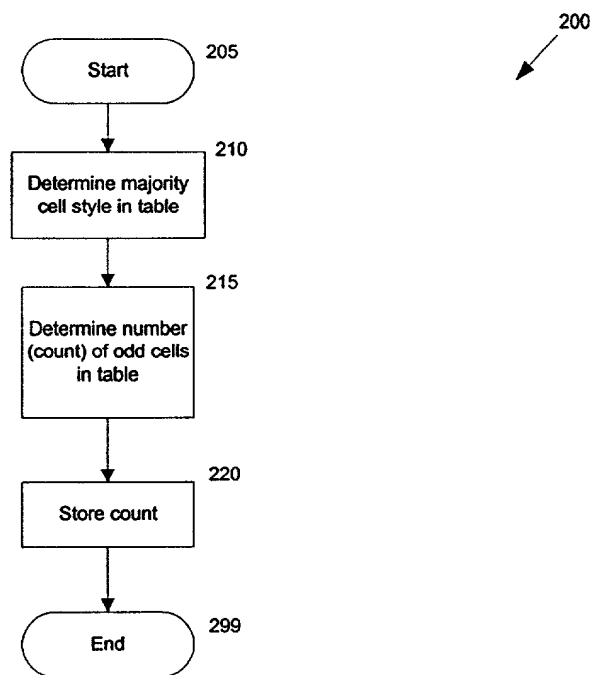 200
205
Start
210
Determine majority
cell style in table
215
Determine number
(count) of odd cells
in table
220
Store count
299
End